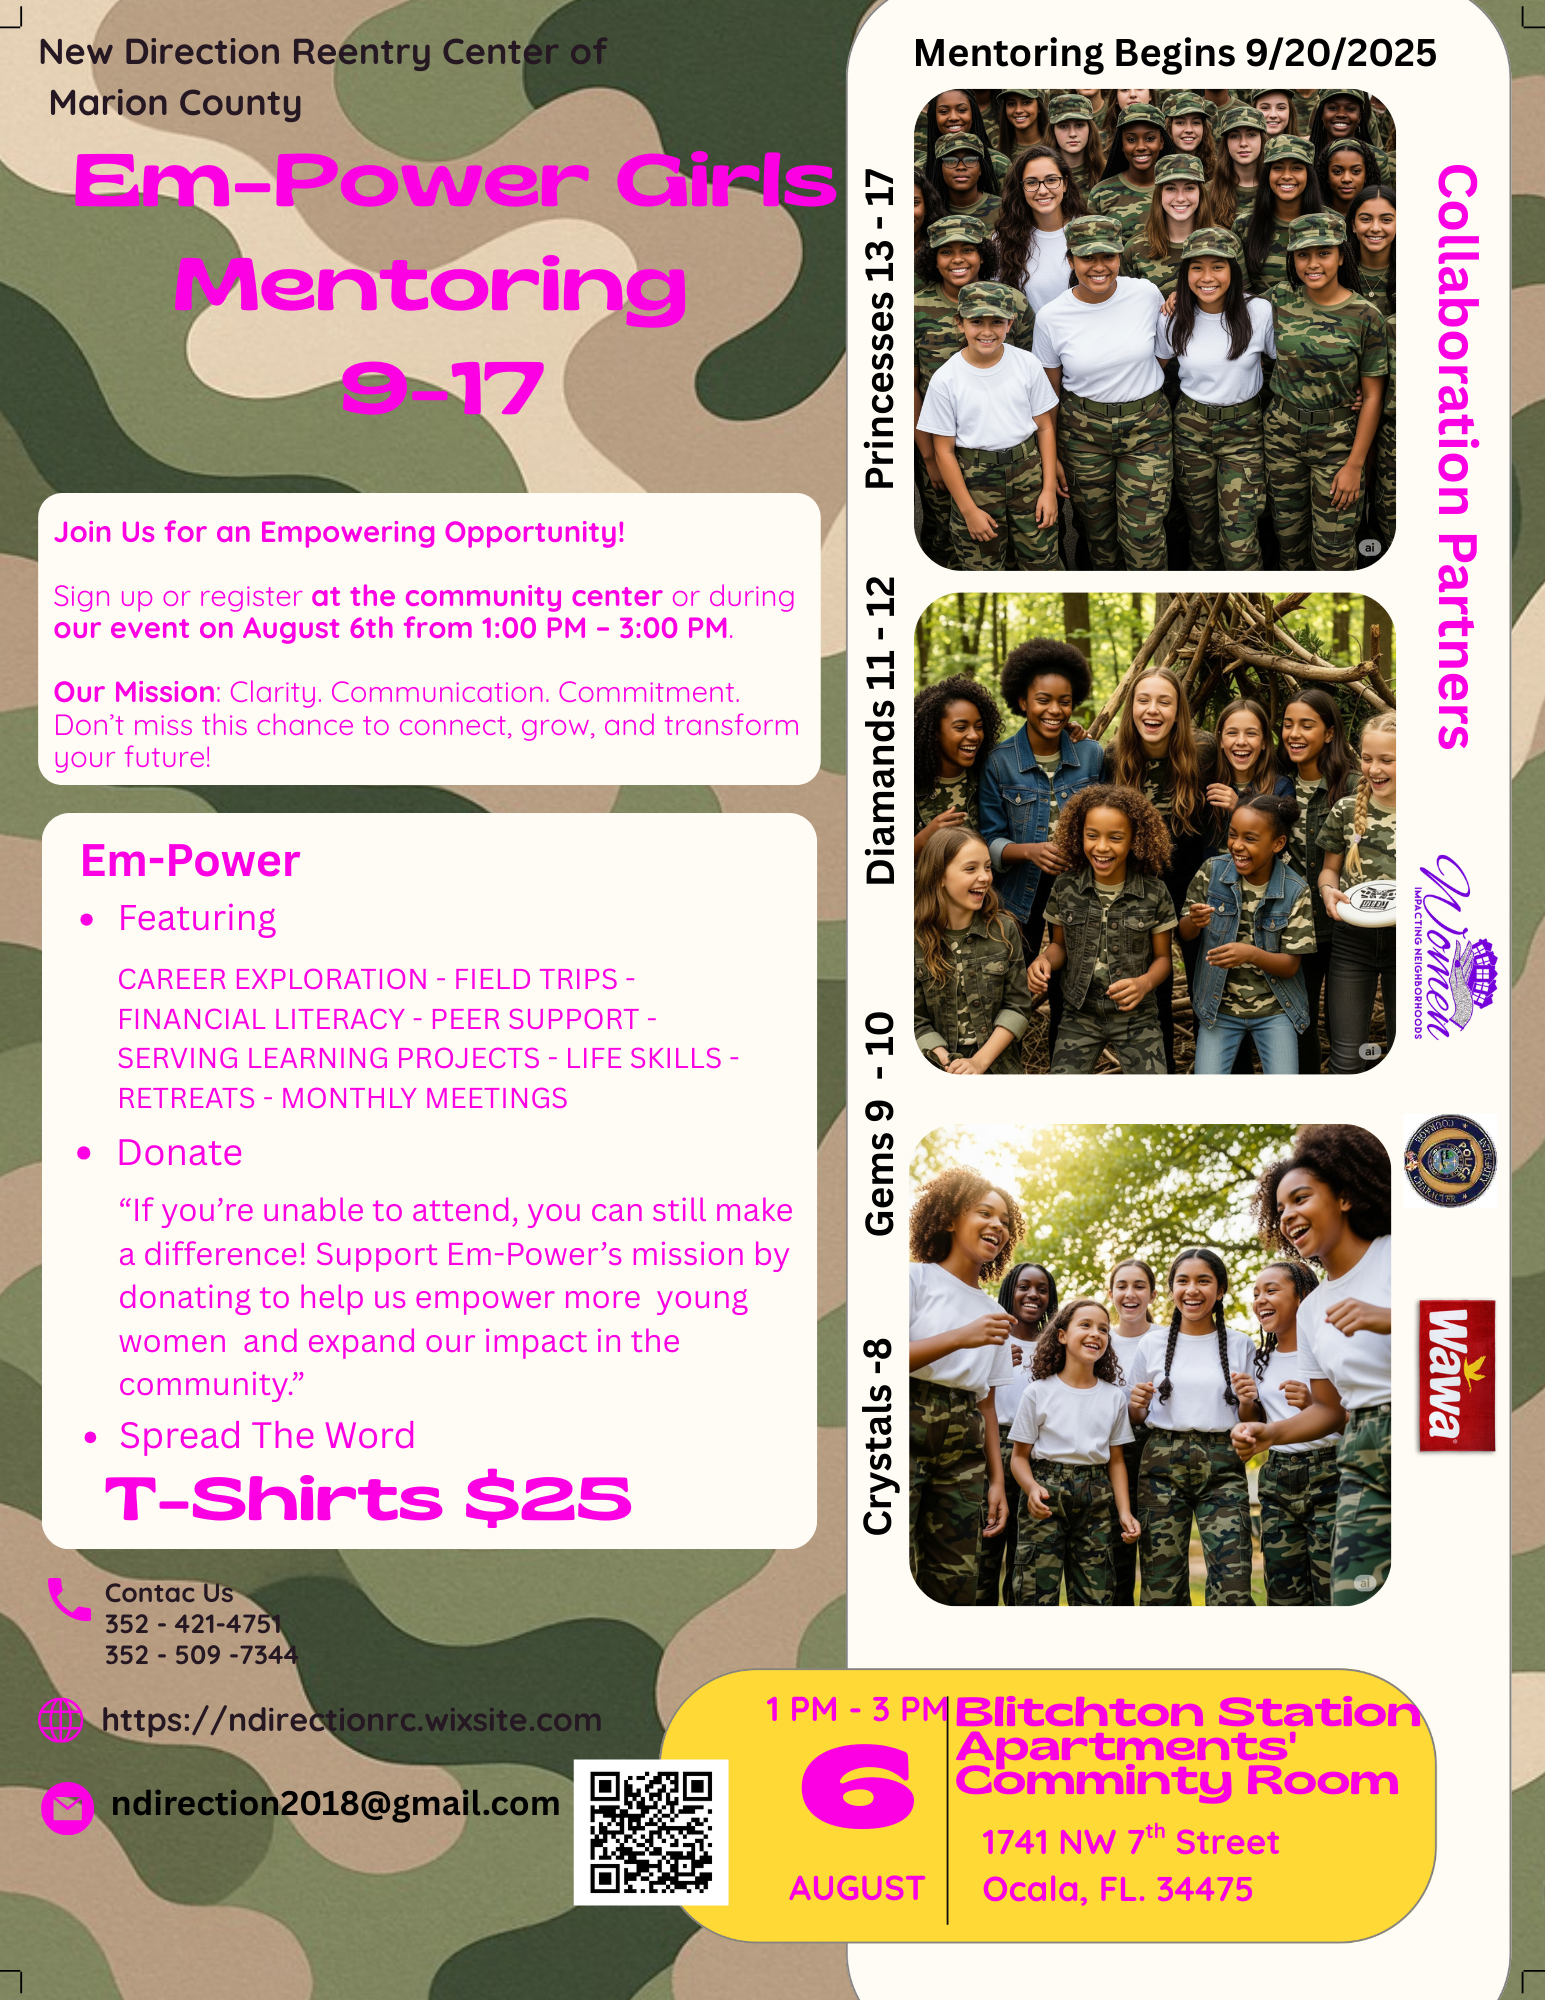 New Direction Reentry Center of
Marion County
Em-Power Girls
Mentoring
9-17
Join Us for an Empowering Opportunity!
Sign up or register at the community center or during
our event on August 6th from 1:00 PM – 3:00 PM.
Our Mission: Clarity. Communication. Commitment.
Don't miss this chance to connect, grow, and transform
your future!
Em-Power
• Featuring
CAREER EXPLORATION - FIELD TRIPS -
FINANCIAL LITERACY - PEER SUPPORT -
SERVING LEARNING PROJECTS - LIFE SKILLS -
RETREATS - MONTHLY MEETINGS
• Donate
“If you’re unable to attend, you can still make
a difference! Support Em-Power’s mission by
donating to help us empower more young
women and expand our impact in the
community.”
• Spread The Word
T-Shirts $25
Contac Us
352 - 421-4751
352 - 509 -7344
https://ndirectionrc.wixsite.com
ndirection2018@gmail.com
Mentoring Begins 9/20/2025
Princesses 13 - 17
Diamands 11 - 12
Gems 9 - 10
Crystals -8
ai
ai
ai
Collaboration Partners
Women
IMPACTING NEIGHBORHOODS
COURAGE
INTEGRITY
CHARACTER
POLICE
Wawa
1 PM - 3 PM
6
AUGUST
Blitchton Station
Apartments'
Comminty Room
1741 NW 7th Street
Ocala, FL. 34475